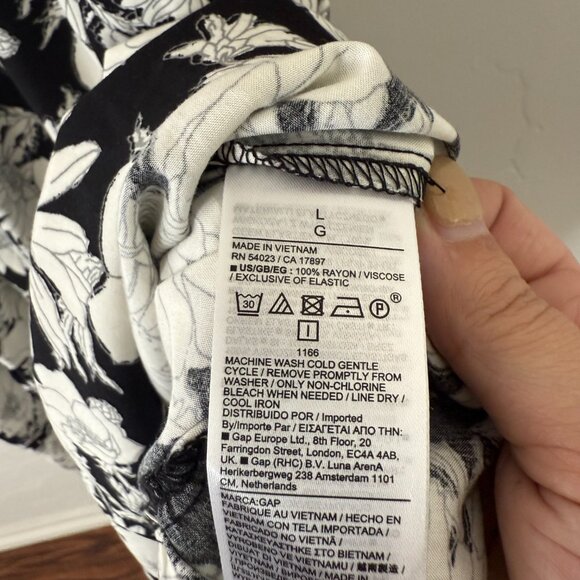 L
G
MADE IN VIETNAM
RN 54023 / CA 17897
■ US/GB/EG : 100% RAYON / VISCOSE
/ EXCLUSIVE OF ELASTIC
30 P ®
I
1166
MACHINE WASH COLD GENTLE
CYCLE / REMOVE PROMPTLY FROM
WASHER / ONLY NON-CHLORINE
BLEACH WHEN NEEDED / LINE DRY /
COOL IRON
DISTRIBUIDO POR / Imported
By/Importer / ΕΙΣΑΓΕΤΑΙ ΑΠΟ ΤΗΝ:
■ Gap Europe Ltd., 8th Floor, 20
Farringdon Street, London, EC4A 4AB,
UK. ■ Gap (RHC) B.V. Luna ArenA
Herikerbergweg 238 Amsterdam 1101
CM, Netherlands
MARCA:GAP
FABRIQUÉ AU VIETNAM / HECHO EN
VIETNAM CON TELA IMPORTADA /
FABRICADO NO VIETNÃ /
ΚΑΤΑΣΚΕΥΑΣΤΗΚΕ ΣΤΟ ΒΙΕΤΝΑΜ /